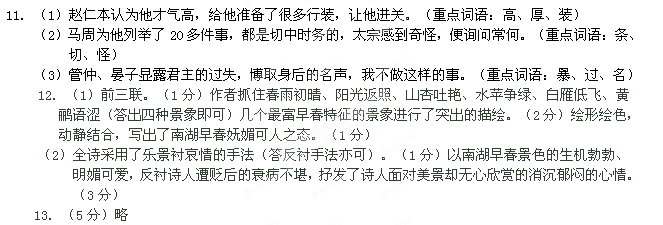 11. （1）赵仁本认为他才气高，给他准备了很多行装，让他进关。（重点词语：高、厚、装）
（2）马周为他列举了 20 多件事，都是切中时务的，太宗感到奇怪，便询问常何。（重点词语：条、
切、怪）
（3）管仲、晏子显露君主的过失，博取身后的名声，我不做这样的事。（重点词语：暴、过、名）
12. （1）前三联。（1 分）作者抓住春雨初晴、阳光返照、山杏吐艳、水苹争绿、白雁低飞、黄
鹂语涩（答出四种景象即可）几个最富早春特征的景象进行了突出的描绘。（2 分）绘形绘色，
动静结合，写出了南湖早春妩媚可人之态。（1 分）
（2）全诗采用了乐景衬哀情的手法（答反衬手法亦可）。（1 分）以南湖早春景色的生机勃勃、
明媚可爱，反衬诗人遭贬后的衰病不堪，抒发了诗人面对美景却无心欣赏的消沉郁闷的心情。
（3 分）
13. （5 分）略